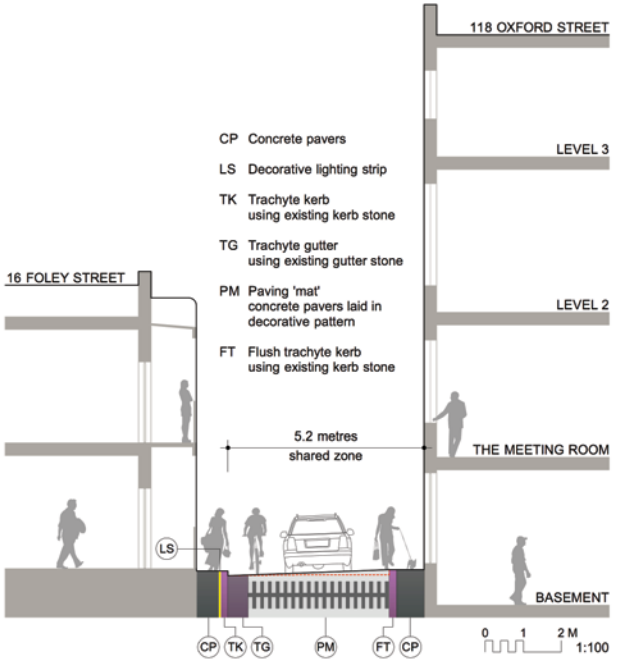 118 OXFORD STREET
CP Concrete pavers
LEVEL 3
LS Decorative lighting strip
TK Trachyte kerb
using existing kerb stone
TG Trachyte gutter
using existing gutter stone
16 FOLEY STREET
PM Paving 'mat'
concrete pavers laid in
decorative pattern
LEVEL 2
FT Flush trachyte kerb
using existing kerb stone
5.2 metres
shared zone
THE MEETING ROOM
LS
BASEMENT
CP TK TG PM FT CP
0 1 2 M
1:100